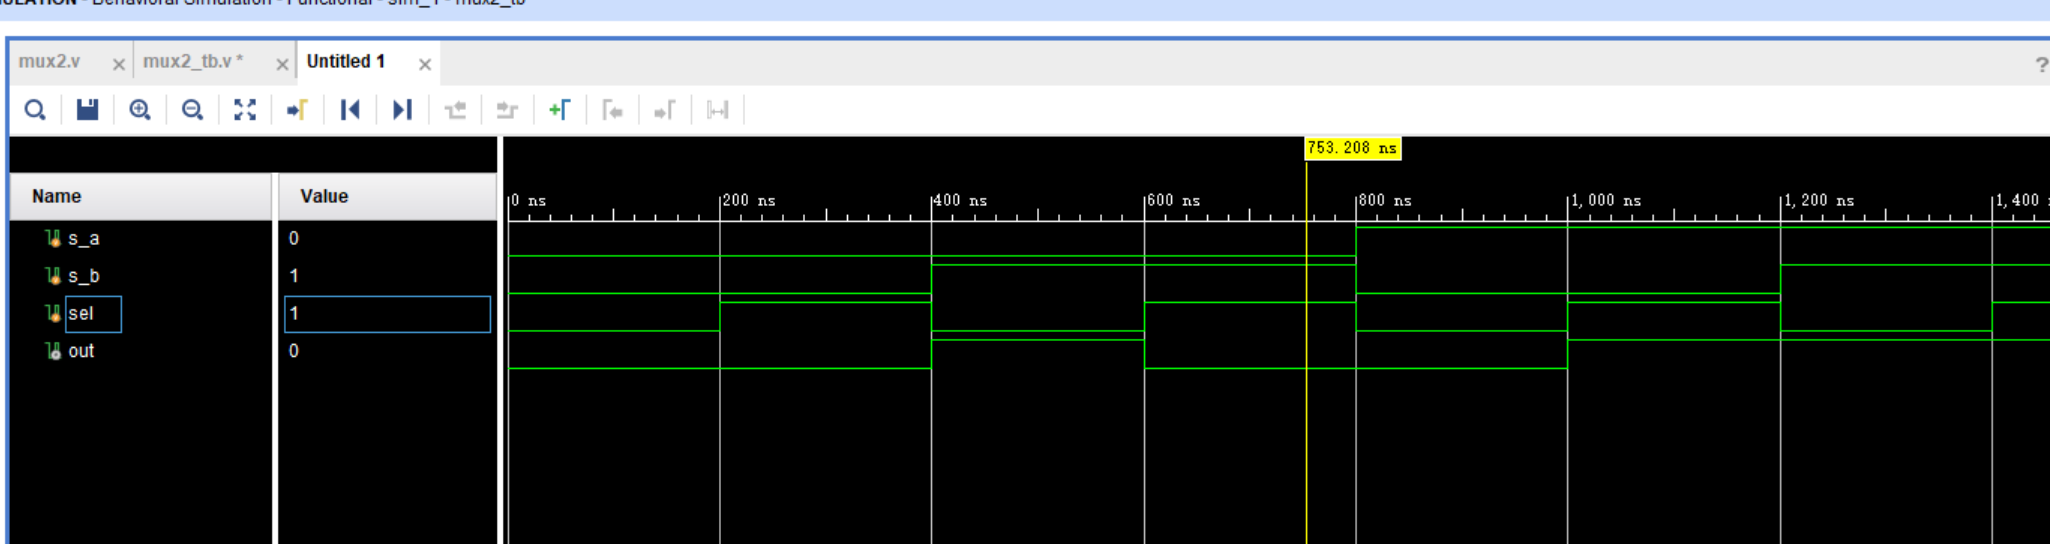 ULATION - Behavioral Simulation - Functional - sim_1 - mux2_tb
mux2.v × mux2_tb.v * × Untitled 1 × ?
753.208 ns
Name Value
0 ns 200 ns 400 ns 600 ns 800 ns 1,000 ns 1,200 ns 1,400
s_a 0
s_b 1
sel 1
out 0